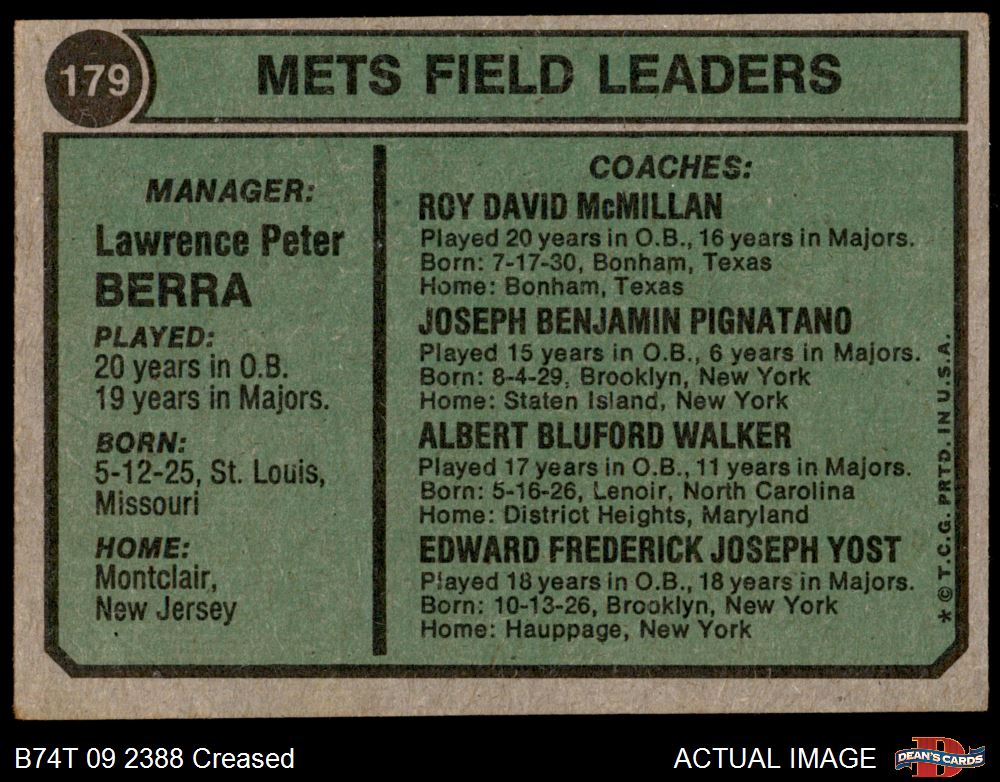 179
METS FIELD LEADERS
MANAGER:
Lawrence Peter
BERRA
PLAYED:
20 years in O.B.
19 years in Majors.
BORN:
5-12-25, St. Louis,
Missouri
HOME:
Montclair,
New Jersey
COACHES:
ROY DAVID McMILLAN
Played 20 years in O.B., 16 years in Majors.
Born: 7-17-30, Bonham, Texas
Home: Bonham, Texas
JOSEPH BENJAMIN PIGNATANO
Played 15 years in O.B., 6 years in Majors.
Born: 8-4-29, Brooklyn, New York
Home: Staten Island, New York
ALBERT BLUFORD WALKER
Played 17 years in O.B., 11 years in Majors.
Born: 5-16-26, Lenoir, North Carolina
Home: District Heights, Maryland
EDWARD FREDERICK JOSEPH YOST
Played 18 years in O.B., 18 years in Majors.
Born: 10-13-26, Brooklyn, New York
Home: Hauppage, New York
* © T.C.G. PRTD. IN U.S.A.
B74T 09 2388 Creased
ACTUAL IMAGE
D
DEAN'S CARDS